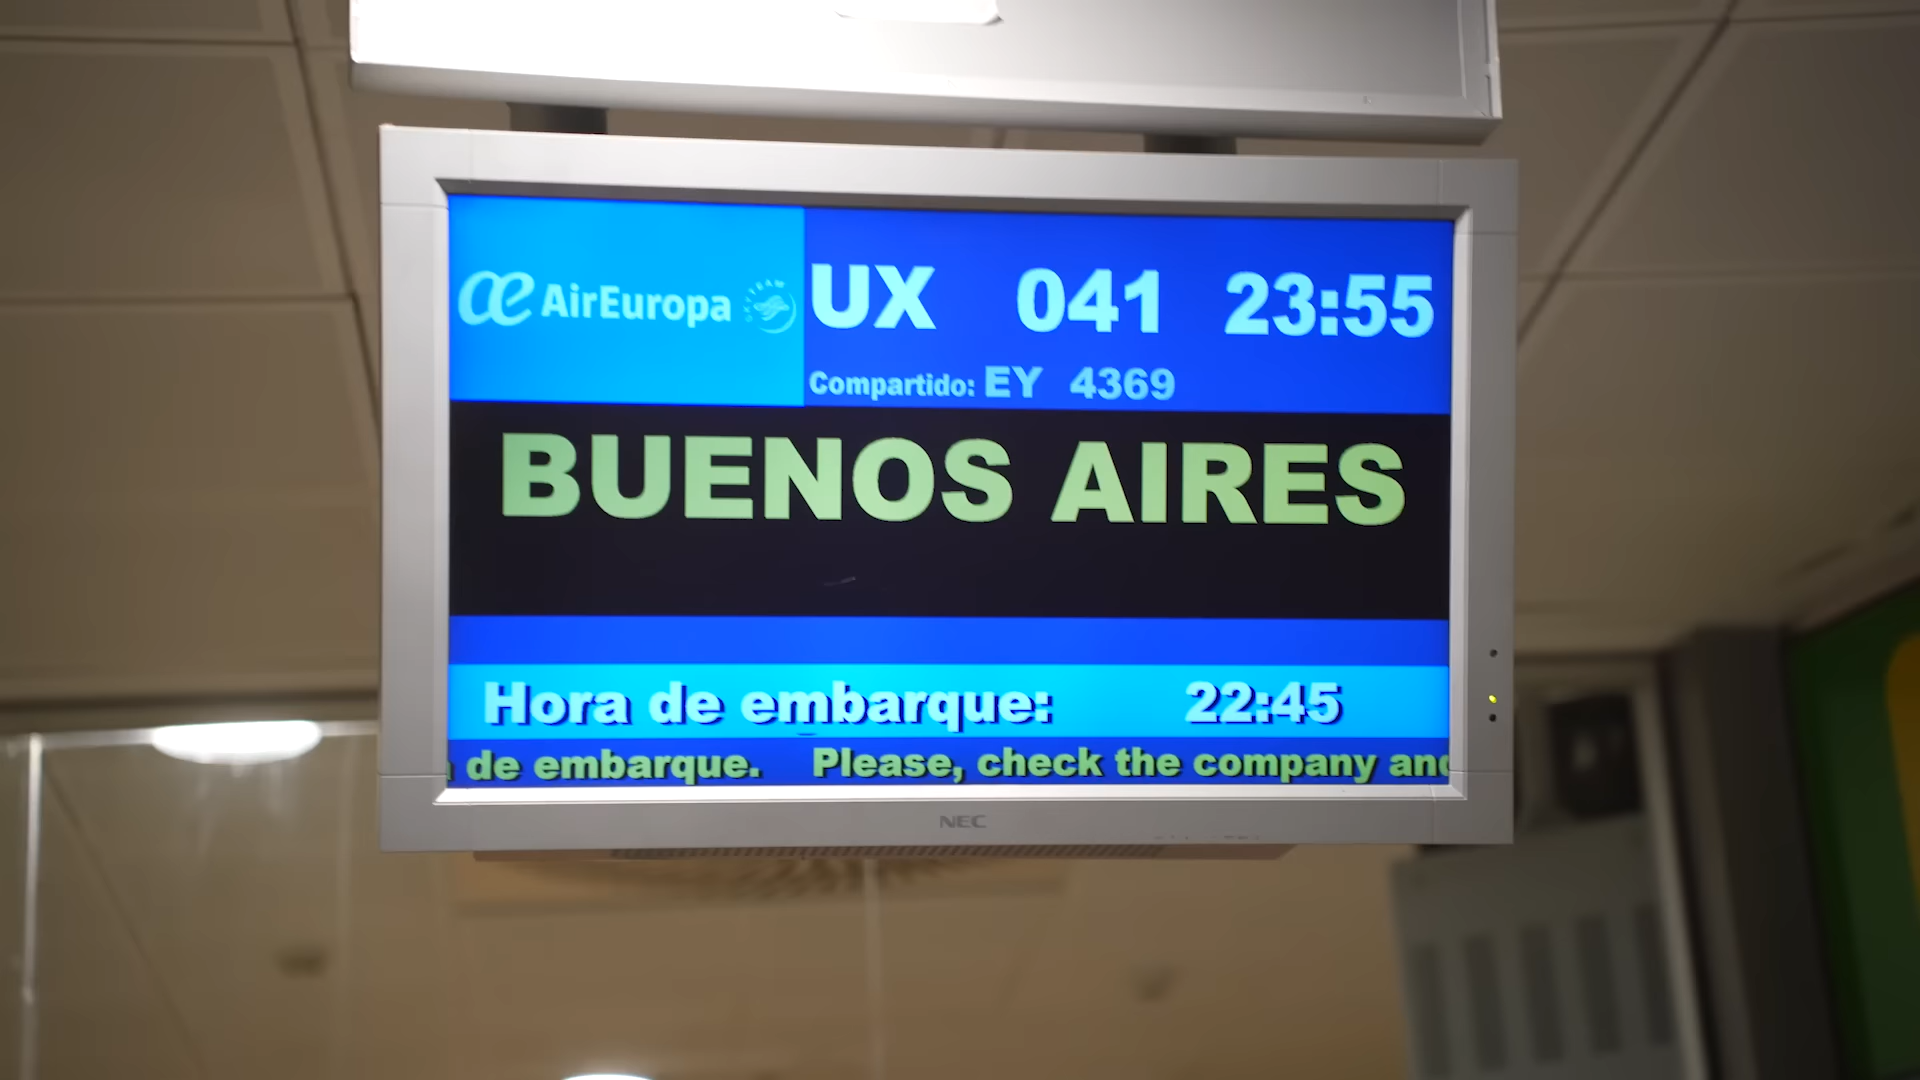 æ AirEuropa SKYTEAM UX 041 23:55
Compartido: EY 4369
BUENOS AIRES
Hora de embarque: 22:45
de embarque. Please, check the company and
NEC